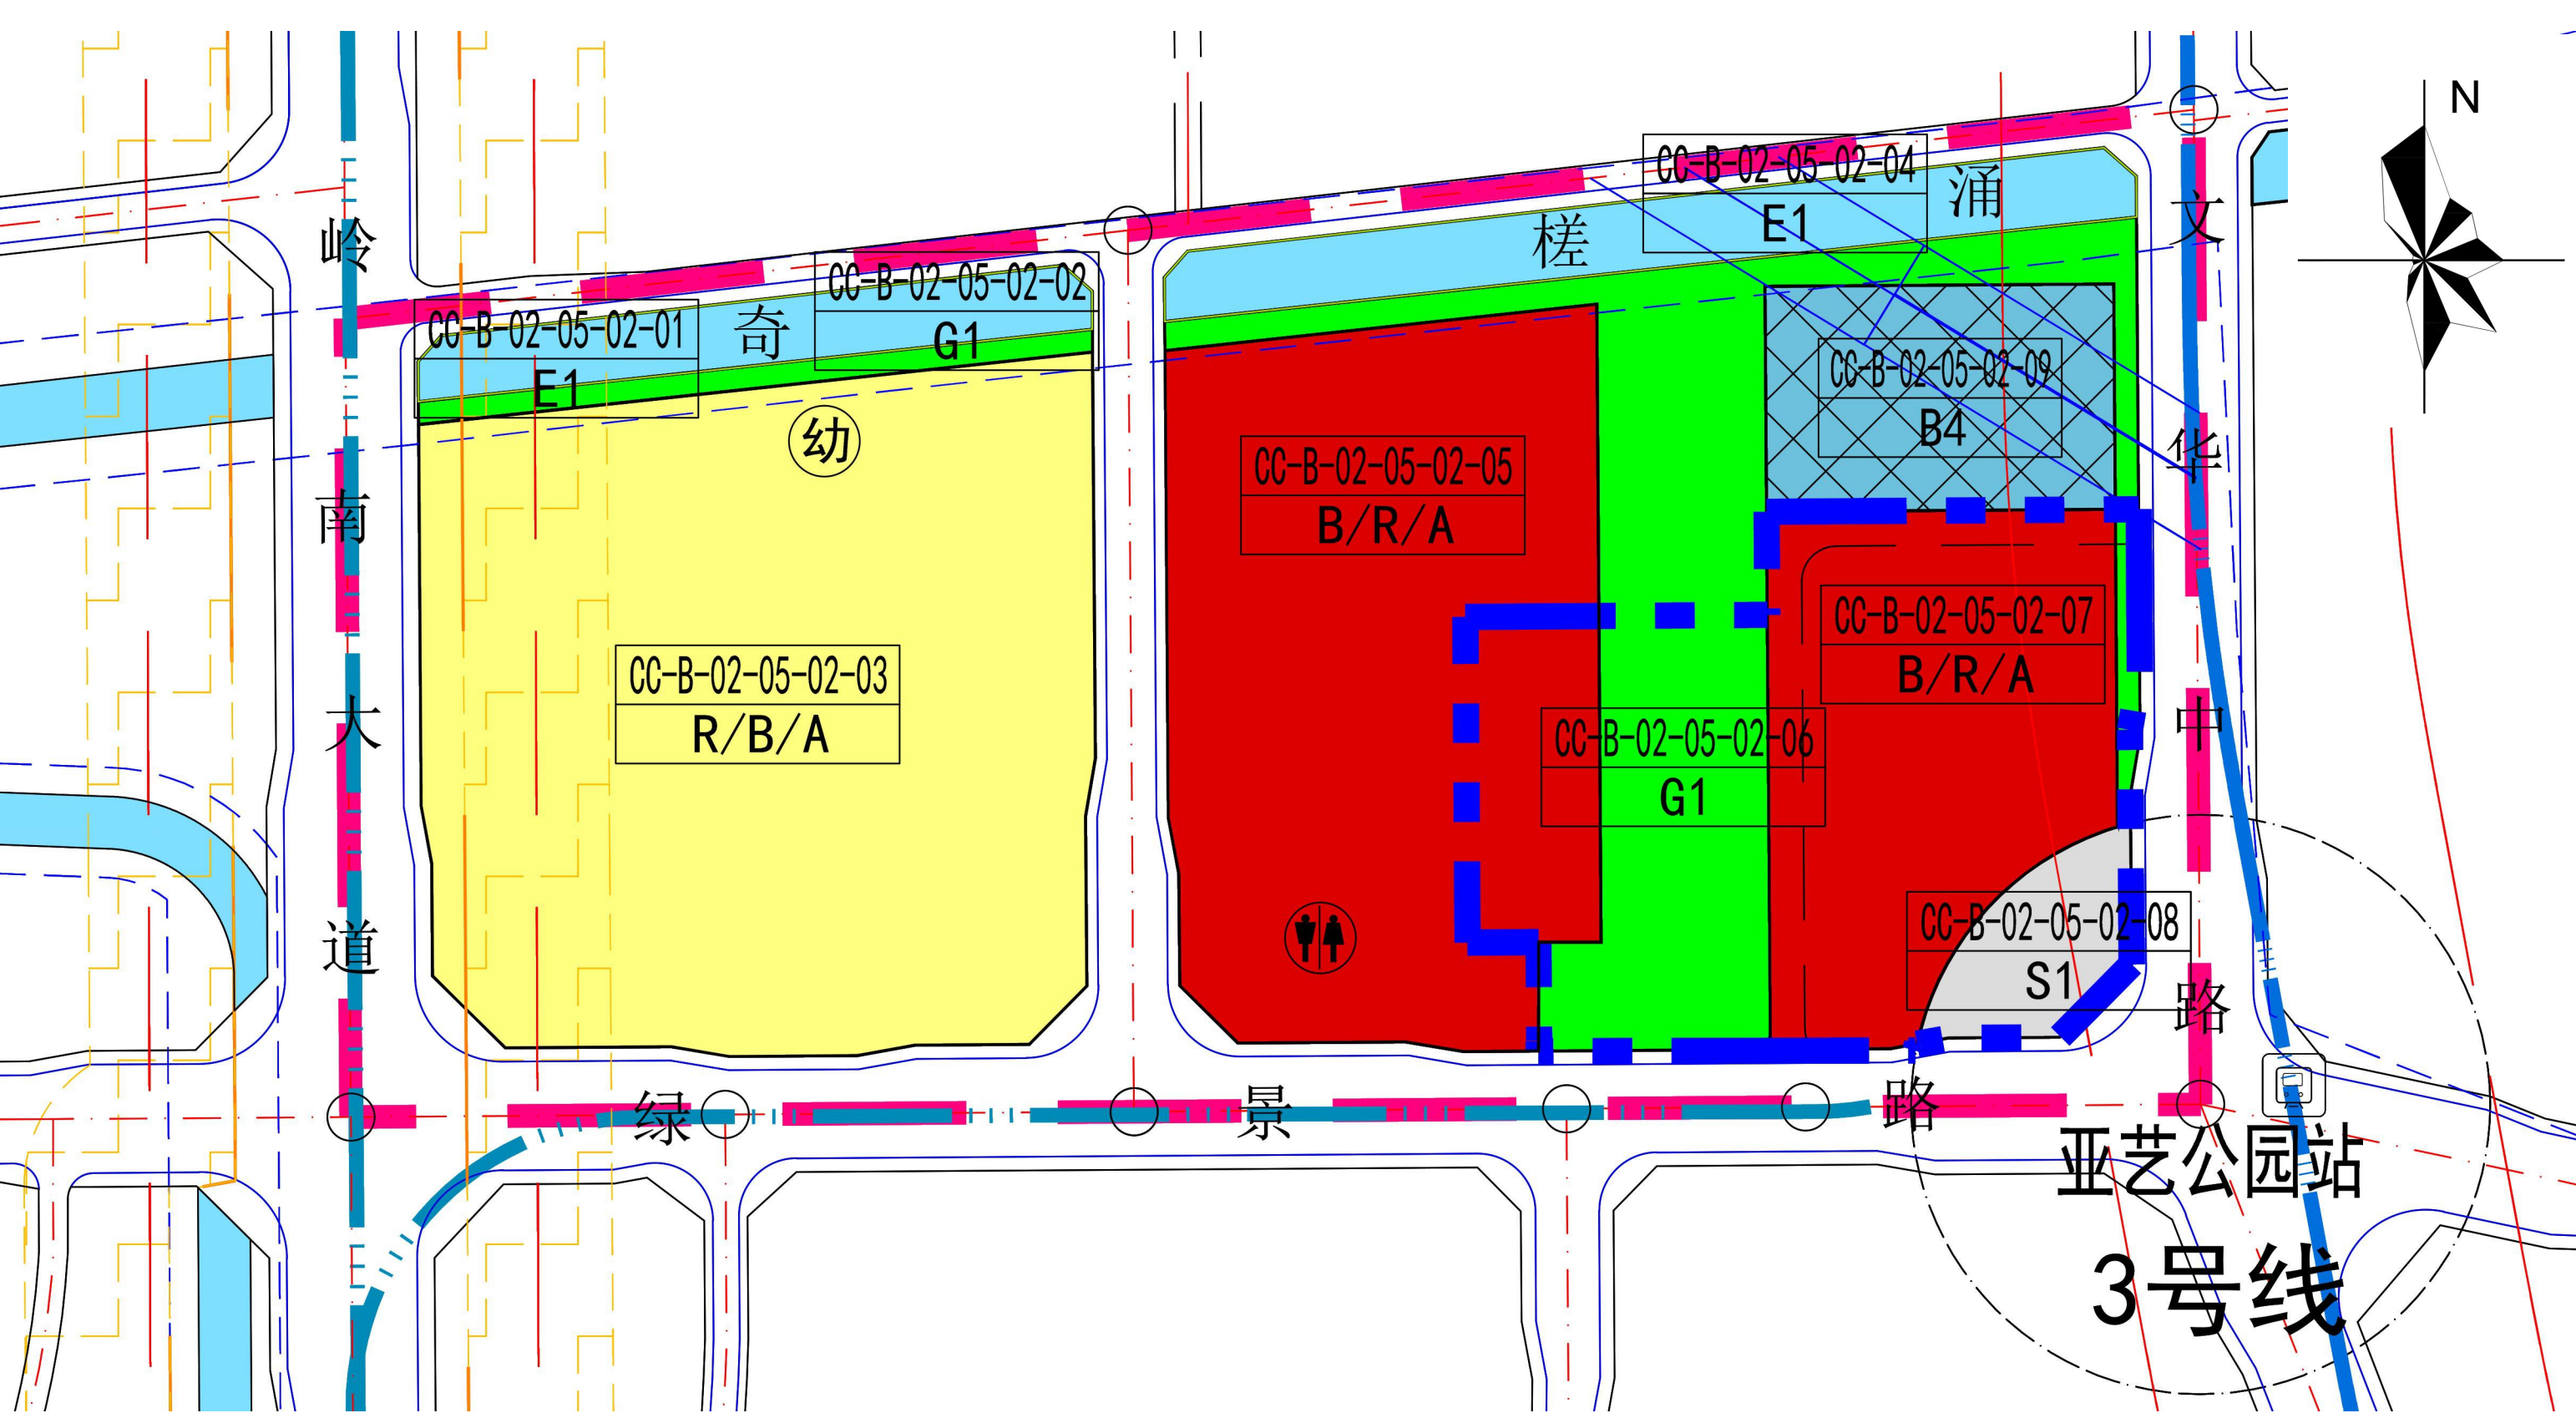 N
CC-B-02-05-02-04
E1
CC-B-02-05-02-02
G1
CC-B-02-05-02-01
E1
奇槎涌
CC-B-02-05-02-09
B4
幼
CC-B-02-05-02-05
B/R/A
CC-B-02-05-02-07
B/R/A
CC-B-02-05-02-03
R/B/A
CC-B-02-05-02-06
G1
CC-B-02-05-02-08
S1
岭南大道
文华中路
绿景路
亚艺公园站
3号线